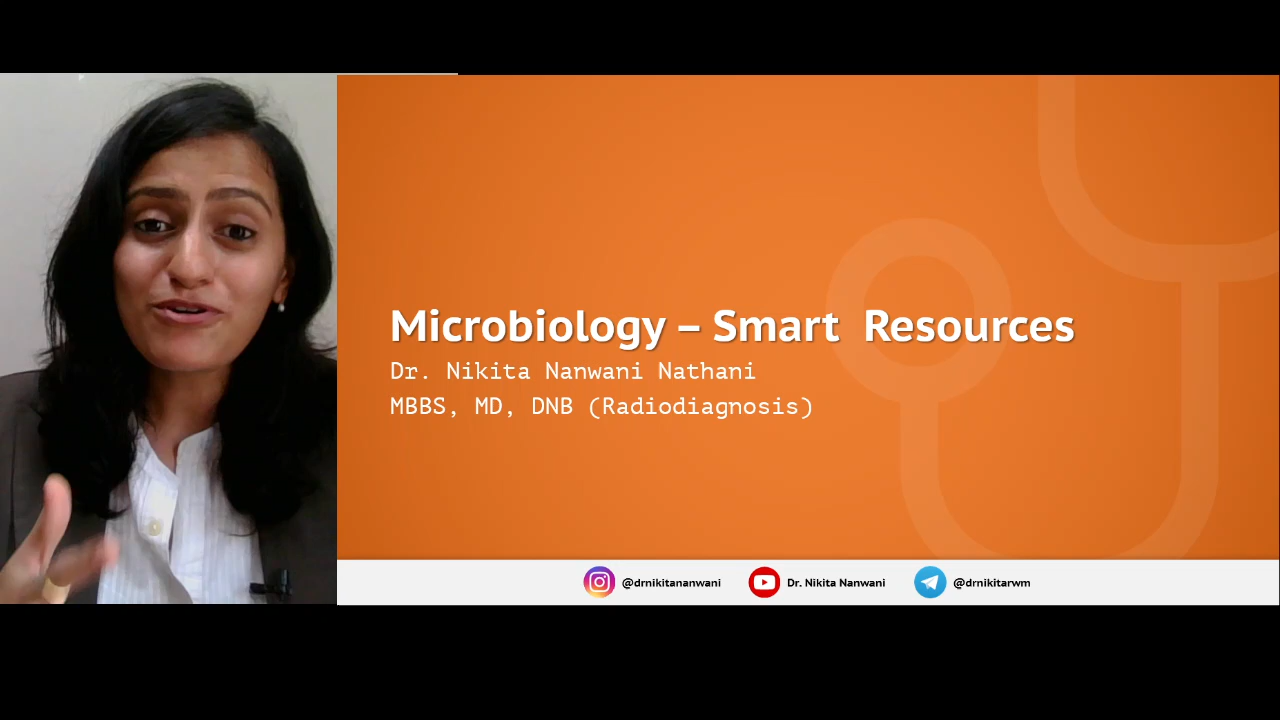 Microbiology – Smart Resources
Dr. Nikita Nanwani Nathani
MBBS, MD, DNB (Radiodiagnosis)
@drnikitananwani Dr. Nikita Nanwani @drnikitarwm